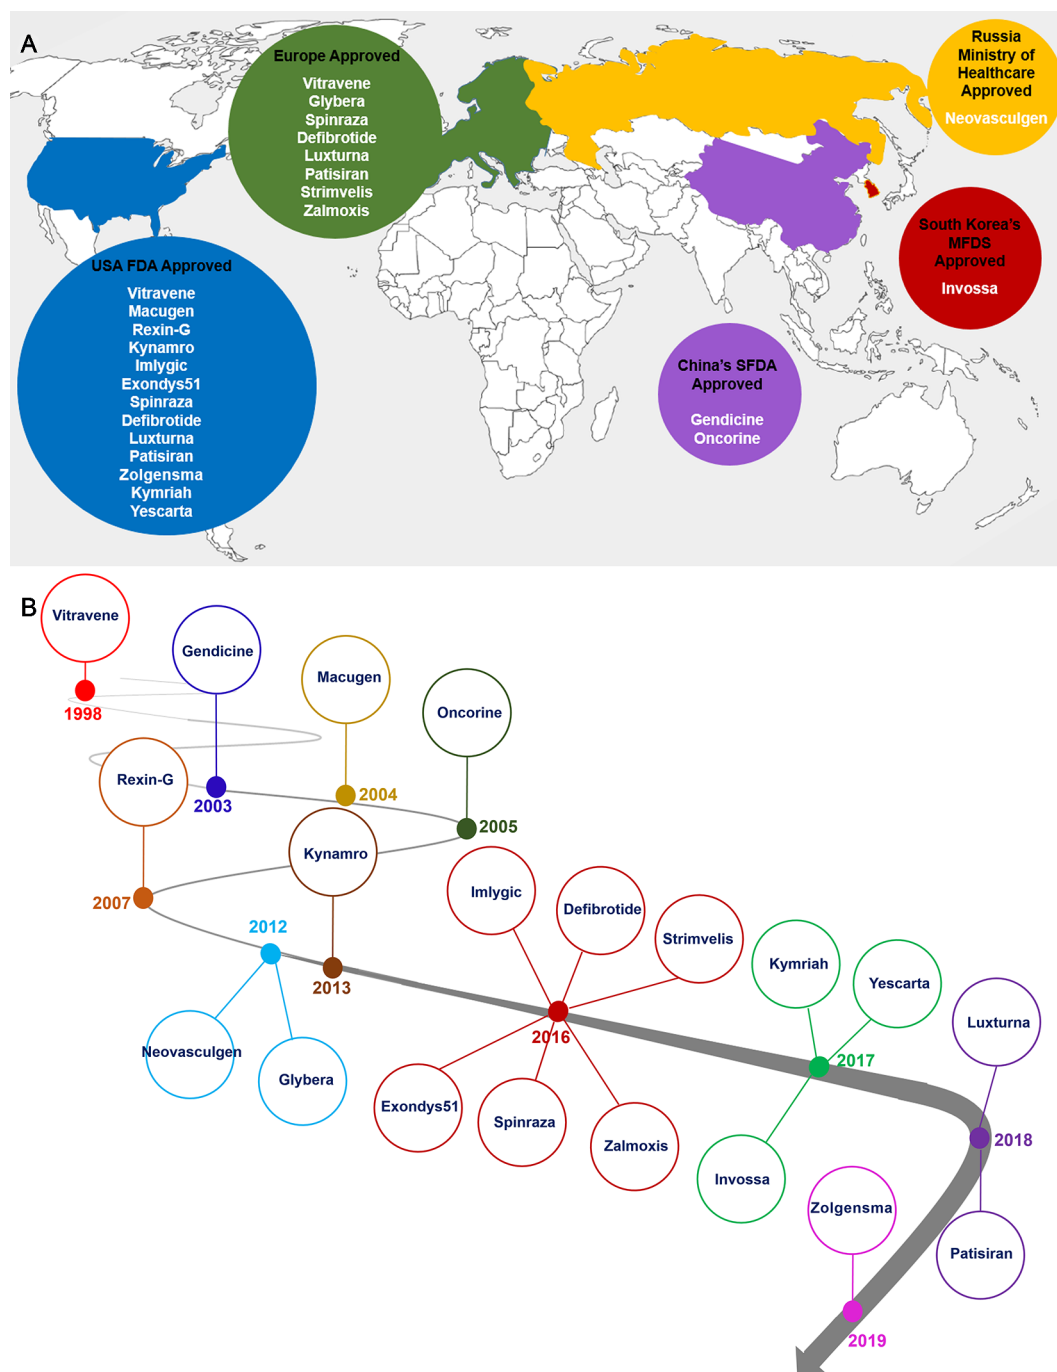 A
Europe Approved
Vitravene
Glybera
Spinraza
Defibrotide
Luxturna
Patisiran
Strimvelis
Zalmoxis
Russia
Ministry of
Healthcare
Approved
Neovasculgen
South Korea's
MFDS
Approved
Invossa
USA FDA Approved
Vitravene
Macugen
Rexin-G
Kynamro
Imlygic
Exondys51
Spinraza
Defibrotide
Luxturna
Patisiran
Zolgensma
Kymriah
Yescarta
China's SFDA
Approved
Gendicine
Oncorine
B
Vitravene
1998
Gendicine
2003
Macugen
2004
Oncorine
2005
Rexin-G
2007
Kynamro
2012
2013
Neovasculgen
Glybera
Imlygic
Defibrotide
Strimvelis
2016
Exondys51
Spinraza
Zalmoxis
Kymriah
Yescarta
2017
Invossa
Luxturna
2018
Patisiran
Zolgensma
2019